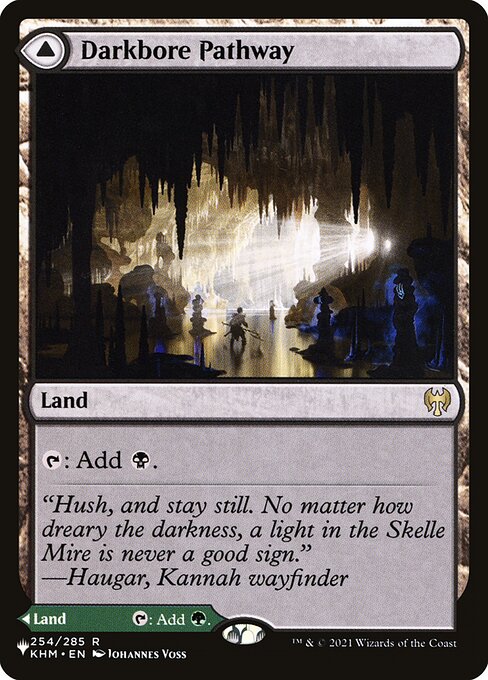 Darkbore Pathway
Land
: Add .
“Hush, and stay still. No matter how
dreary the darkness, a light in the Skelle
Mire is never a good sign.”
—Haugar, Kannah wayfinder
Land : Add .
254/285 R
KHM • EN Johannes Voss
™ & © 2021 Wizards of the Coast